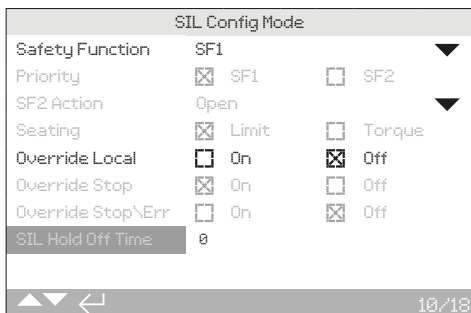 SIL Config Mode
Safety Function SF1
Priority SF1 SF2
SF2 Action Open
Seating Limit Torque
Override Local On Off
Override Stop On Off
Override Stop\Err On Off
SIL Hold Off Time 0
10/18